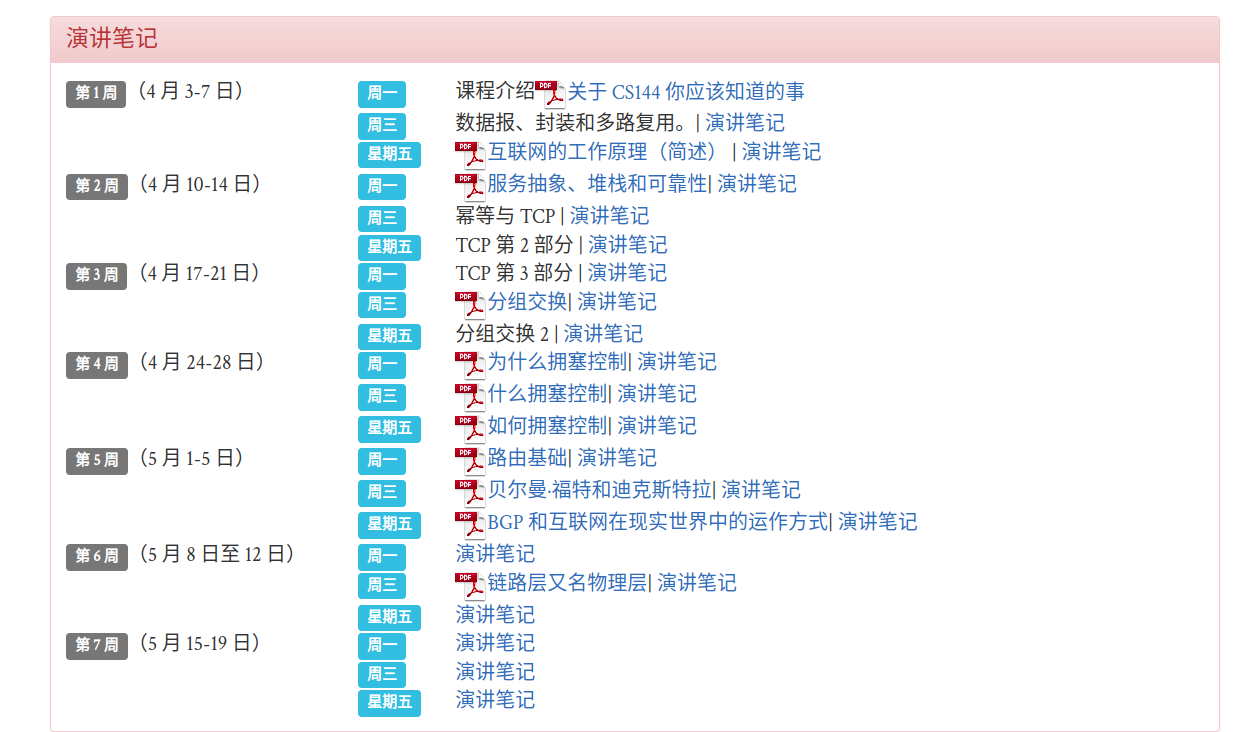 演讲笔记
第 1 周 （4 月 3-7 日） 周一 课程介绍 PDF 关于 CS144 你应该知道的事
周三 数据报、封装和多路复用。| 演讲笔记
星期五 PDF 互联网的工作原理（简述） | 演讲笔记
第 2 周 （4 月 10-14 日） 周一 PDF 服务抽象、堆栈和可靠性| 演讲笔记
周三 幂等与 TCP | 演讲笔记
星期五 TCP 第 2 部分 | 演讲笔记
第 3 周 （4 月 17-21 日） 周一 TCP 第 3 部分 | 演讲笔记
周三 PDF 分组交换| 演讲笔记
星期五 分组交换 2 | 演讲笔记
第 4 周 （4 月 24-28 日） 周一 PDF 为什么拥塞控制| 演讲笔记
周三 PDF 什么拥塞控制| 演讲笔记
星期五 PDF 如何拥塞控制| 演讲笔记
第 5 周 （5 月 1-5 日） 周一 PDF 路由基础| 演讲笔记
周三 PDF 贝尔曼·福特和迪克斯特拉| 演讲笔记
星期五 PDF BGP 和互联网在现实世界中的运作方式| 演讲笔记
第 6 周 （5 月 8 日至 12 日） 周一 演讲笔记
周三 PDF 链路层又名物理层| 演讲笔记
星期五 演讲笔记
第 7 周 （5 月 15-19 日） 周一 演讲笔记
周三 演讲笔记
星期五 演讲笔记